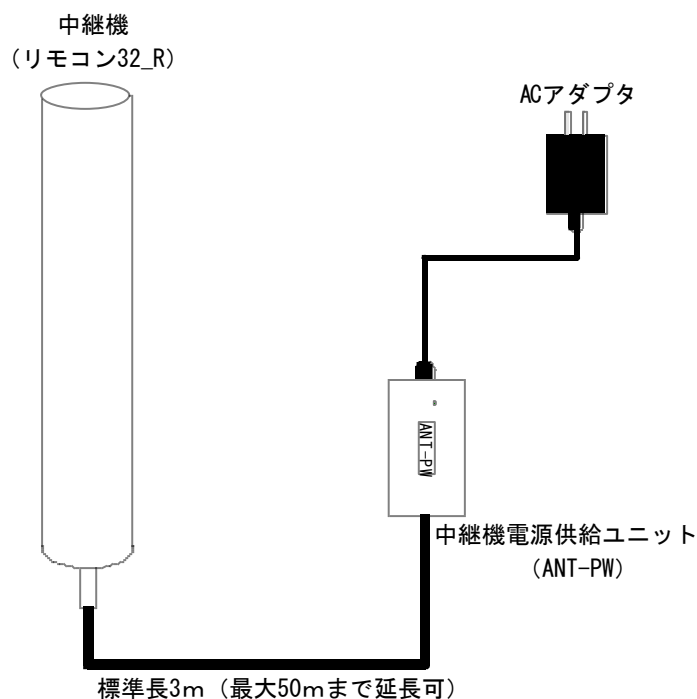 中継機
(リモコン32_R)
ACアダプタ
ANT-PW
中継機電源供給ユニット
(ANT-PW)
標準長3m(最大50mまで延長可)